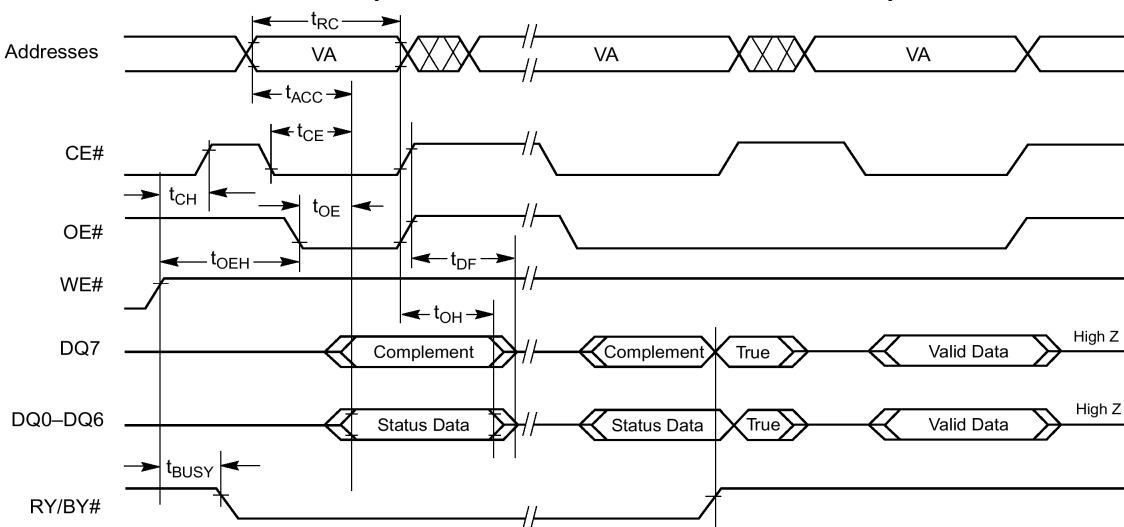 tRC
Addresses VA VA VA
tACC
tCE
CE#
tCH tOE
OE#
tOEH tDF
WE#
tOH
DQ7 Complement Complement True Valid Data High Z
DQ0–DQ6 Status Data Status Data True Valid Data High Z
tBUSY
RY/BY#